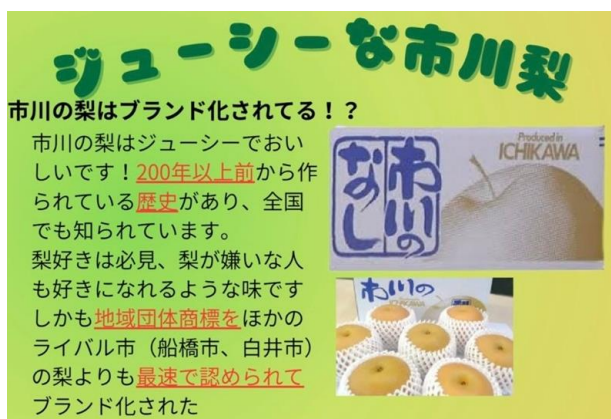 ジューシーな市川梨
市川の梨はブランド化されてる！？
市川の梨はジューシーでおい
しいです！200年以上前から作
られている歴史があり、全国
でも知られています。
梨好きは必見、梨が嫌いな人
も好きになれるような味です
しかも地域団体商標をほかの
ライバル市（船橋市、白井市）
の梨よりも最速で認められて
ブランド化された
市川の
なし
Produced in
ICHIKAWA
市川の